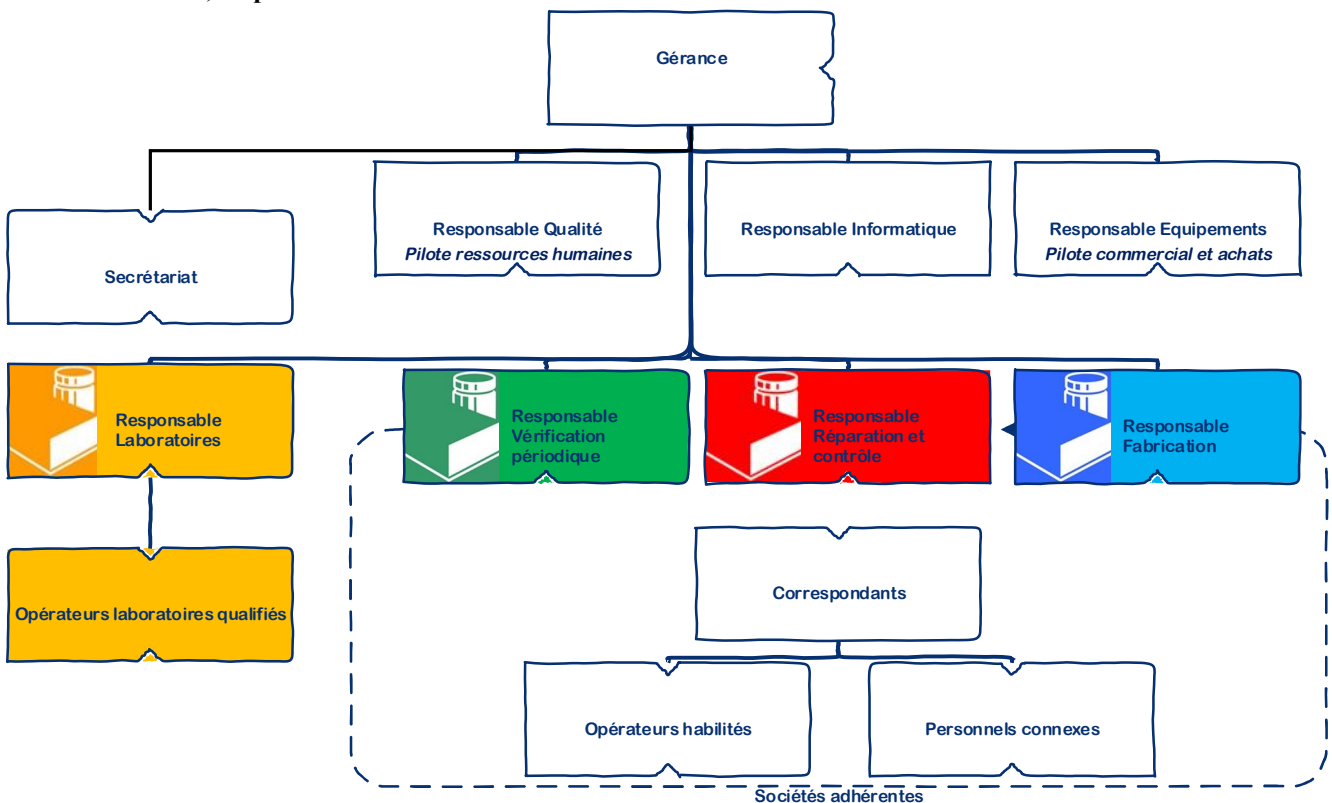 Gérance
Responsable Qualité
Pilote ressources humaines
Responsable Informatique
Responsable Equipements
Pilote commercial et achats
Secrétariat
Responsable
Laboratoires
Responsable
Vérification
périodique
Responsable
Réparation et
contrôle
Responsable
Fabrication
Opérateurs laboratoires qualifiés
Correspondants
Opérateurs habilités
Personnels connexes
Sociétés adhérentes